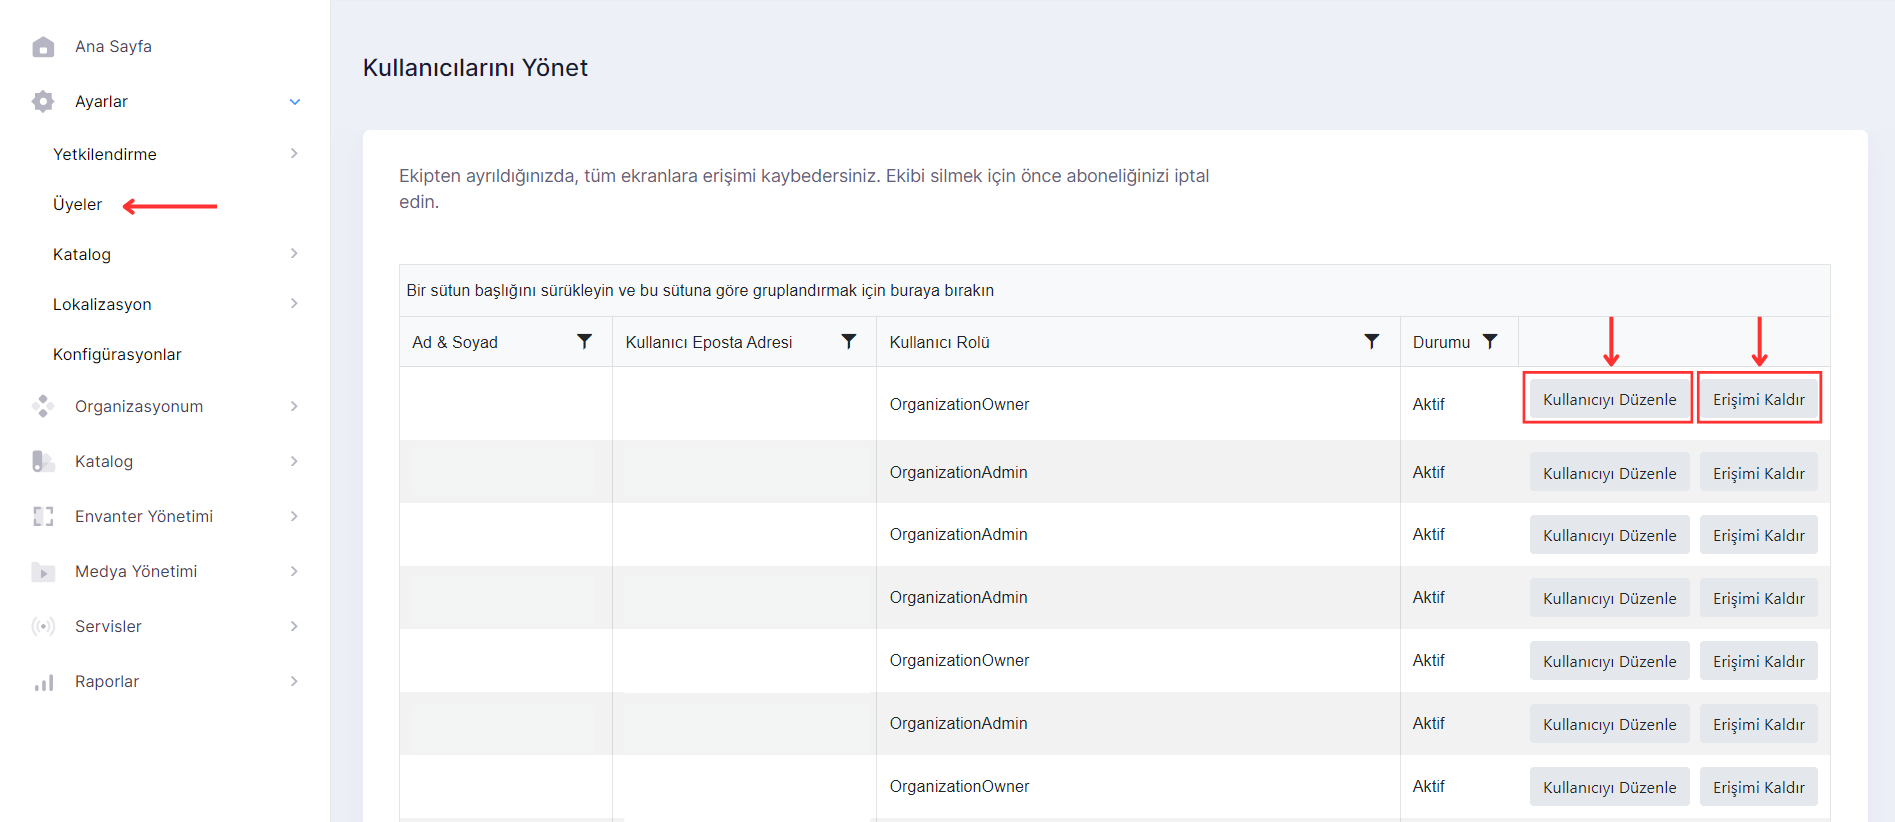 Ana Sayfa
Ayarlar
Yetkilendirme
Üyeler
Katalog
Lokalizasyon
Konfigürasyonlar
Organizasyonum
Katalog
Envanter Yönetimi
Medya Yönetimi
Servisler
Raporlar
Kullanıcılarını Yönet
Ekipten ayrıldığınızda, tüm ekranlara erişimi kaybedersiniz. Ekibi silmek için önce aboneliğinizi iptal
edin.
Bir sütun başlığını sürükleyin ve bu sütuna göre gruplandırmak için buraya bırakın
Ad & Soyad Kullanıcı Eposta Adresi Kullanıcı Rolü Durumu
OrganizationOwner Aktif Kullanıcıyı Düzenle Erişimi Kaldır
OrganizationAdmin Aktif Kullanıcıyı Düzenle Erişimi Kaldır
OrganizationAdmin Aktif Kullanıcıyı Düzenle Erişimi Kaldır
OrganizationAdmin Aktif Kullanıcıyı Düzenle Erişimi Kaldır
OrganizationOwner Aktif Kullanıcıyı Düzenle Erişimi Kaldır
OrganizationAdmin Aktif Kullanıcıyı Düzenle Erişimi Kaldır
OrganizationOwner Aktif Kullanıcıyı Düzenle Erişimi Kaldır